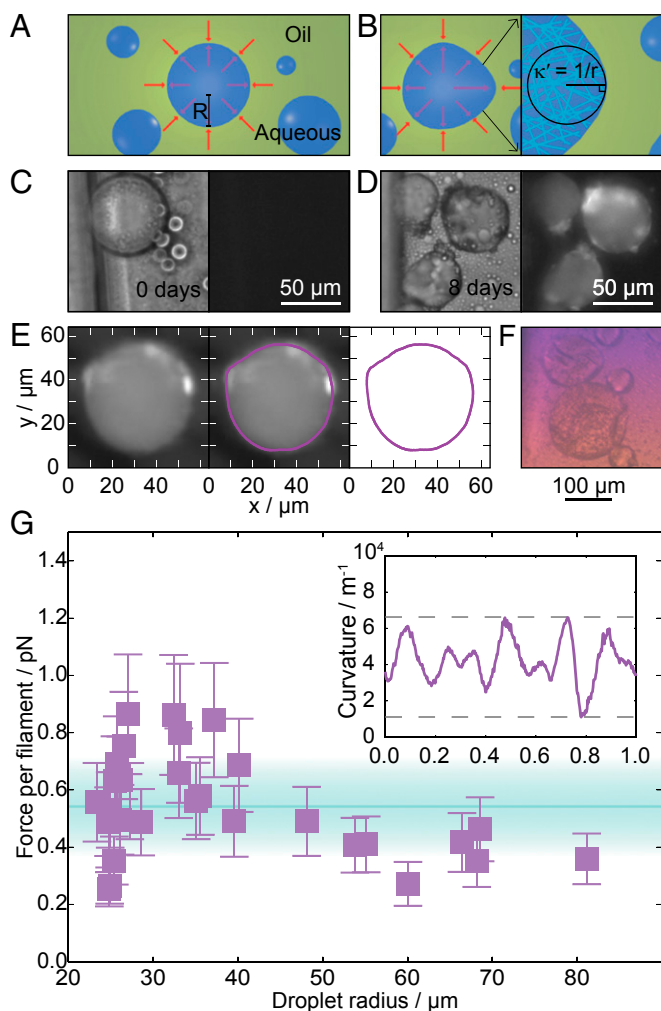 A
Oil
R
Aqueous
B
κ′ = 1/r
C
0 days
50 μm
D
8 days
50 μm
E
y / μm
60
40
20
0
0 20 40
0 20 40
0 20 40 60
x / μm
F
100 μm
G
Force per filament / pN
1.4
1.2
1.0
0.8
0.6
0.4
0.2
0.0
20 30 40 50 60 70 80
Droplet radius / μm
Curvature / m⁻¹
10⁴
8
6
4
2
0
0.0 0.2 0.4 0.6 0.8 1.0